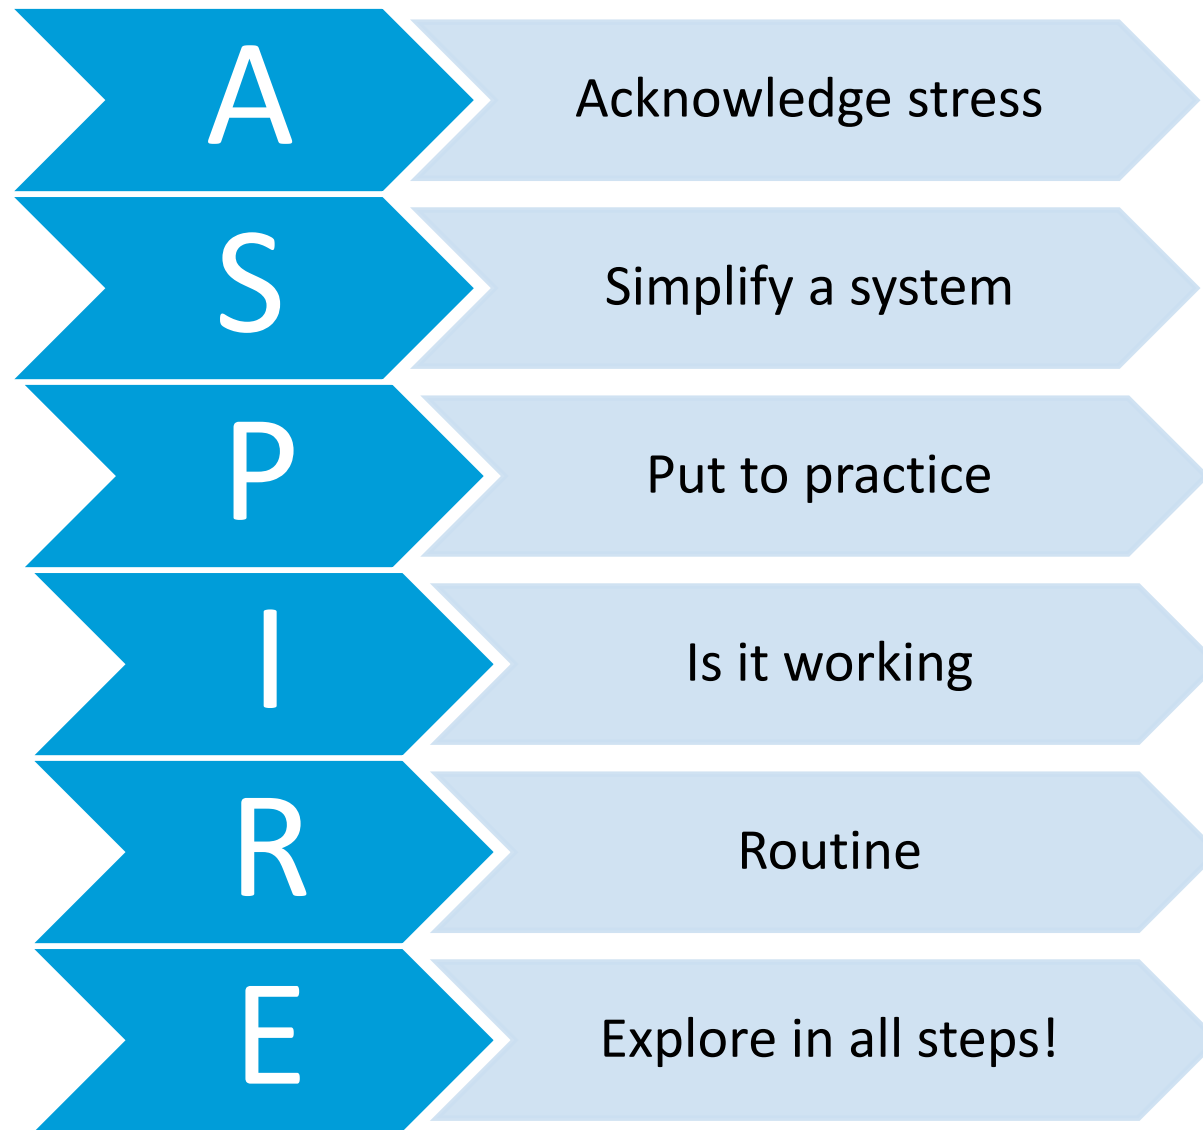 A
Acknowledge stress
S
Simplify a system
P
Put to practice
I
Is it working
R
Routine
E
Explore in all steps!